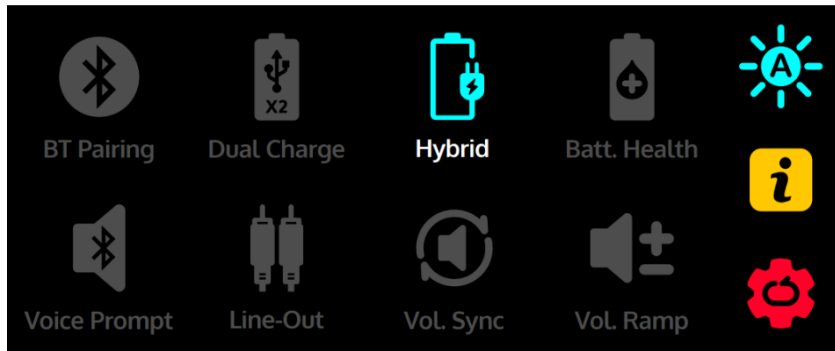 X2
A
BT Pairing Dual Charge Hybrid Batt. Health
i
Voice Prompt Line-Out Vol. Sync Vol. Ramp